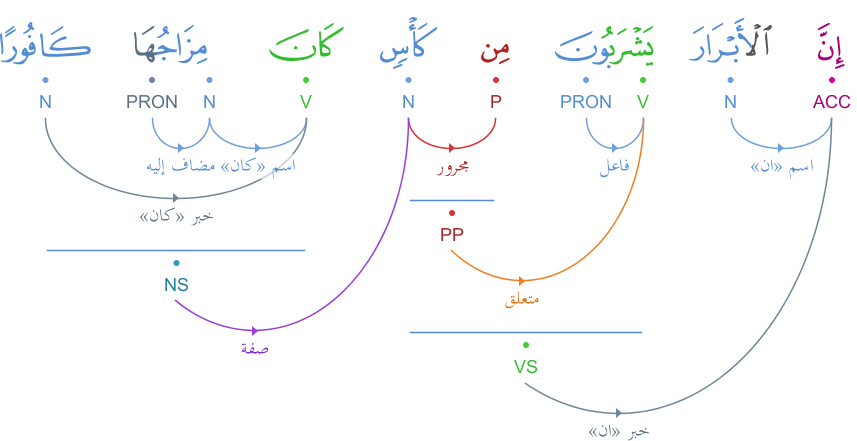 إِنَّ ٱلْأَبْرَارَ يَشْرَبُونَ مِن كَأْسٍ كَانَ مِزَاجُهَا كَافُورًا
ACC N V PRON P N V N PRON N
اسم «ان» فاعل مجرور اسم «كان» مضاف إليه
خبر «كان»
PP
NS
متعلق
صفة
VS
خبر «ان»